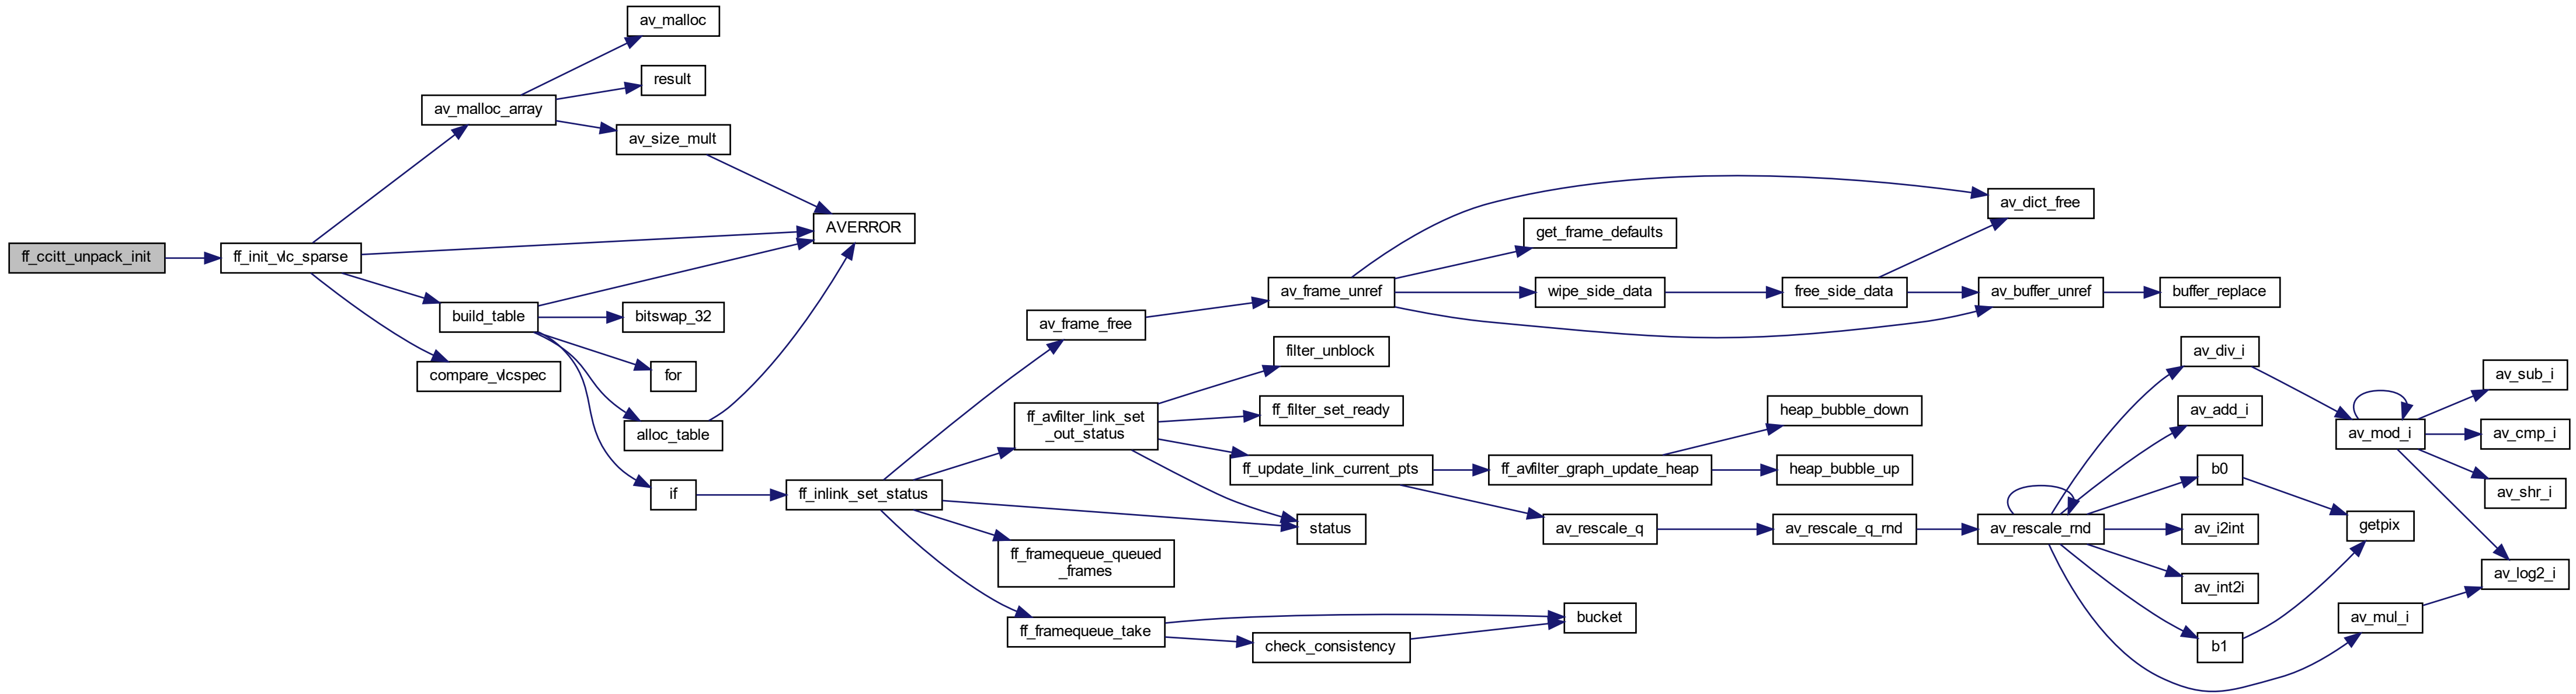 av_malloc
result
av_malloc_array
av_size_mult
av_dict_free
AVERROR
get_frame_defaults
ff_ccitt_unpack_init
ff_init_vlc_sparse
av_frame_unref
wipe_side_data
free_side_data
av_buffer_unref
buffer_replace
build_table
bitswap_32
av_frame_free
filter_unblock
av_div_i
compare_vlcspec
for
av_sub_i
ff_avfilter_link_set
_out_status
ff_filter_set_ready
heap_bubble_down
av_add_i
alloc_table
av_mod_i
av_cmp_i
ff_update_link_current_pts
ff_avfilter_graph_update_heap
heap_bubble_up
b0
if
ff_inlink_set_status
av_shr_i
status
av_rescale_q
av_rescale_q_rnd
av_rescale_rnd
av_i2int
getpix
ff_framequeue_queued
_frames
av_int2i
av_log2_i
bucket
av_mul_i
ff_framequeue_take
check_consistency
b1